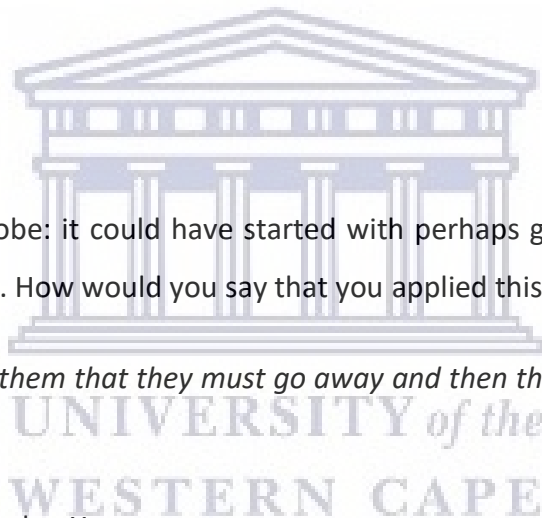 obe: it could have started with perhaps g
. How would you say that you applied this
them that they must go away and then th
UNIVERSITY of the
WESTERN CAPE